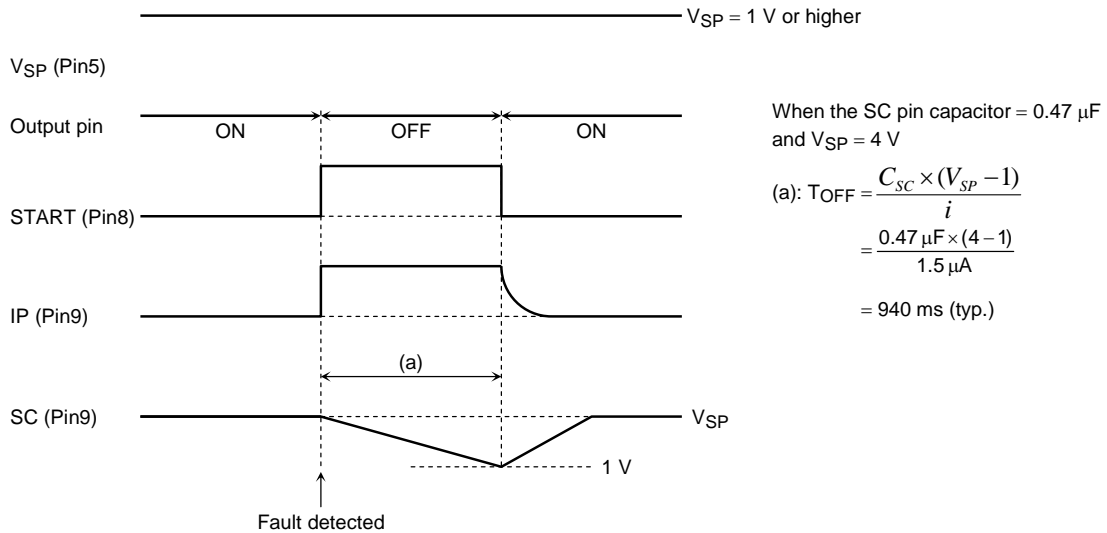 VSP = 1 V or higher
VSP (Pin5)
Output pin
ON
OFF
ON
START (Pin8)
IP (Pin9)
(a)
SC (Pin9)
VSP
1 V
Fault detected
When the SC pin capacitor = 0.47 μF
and VSP = 4 V
(a): TOFF = CSC × (VSP − 1) / i
= 0.47 μF × (4 − 1) / 1.5 μA
= 940 ms (typ.)